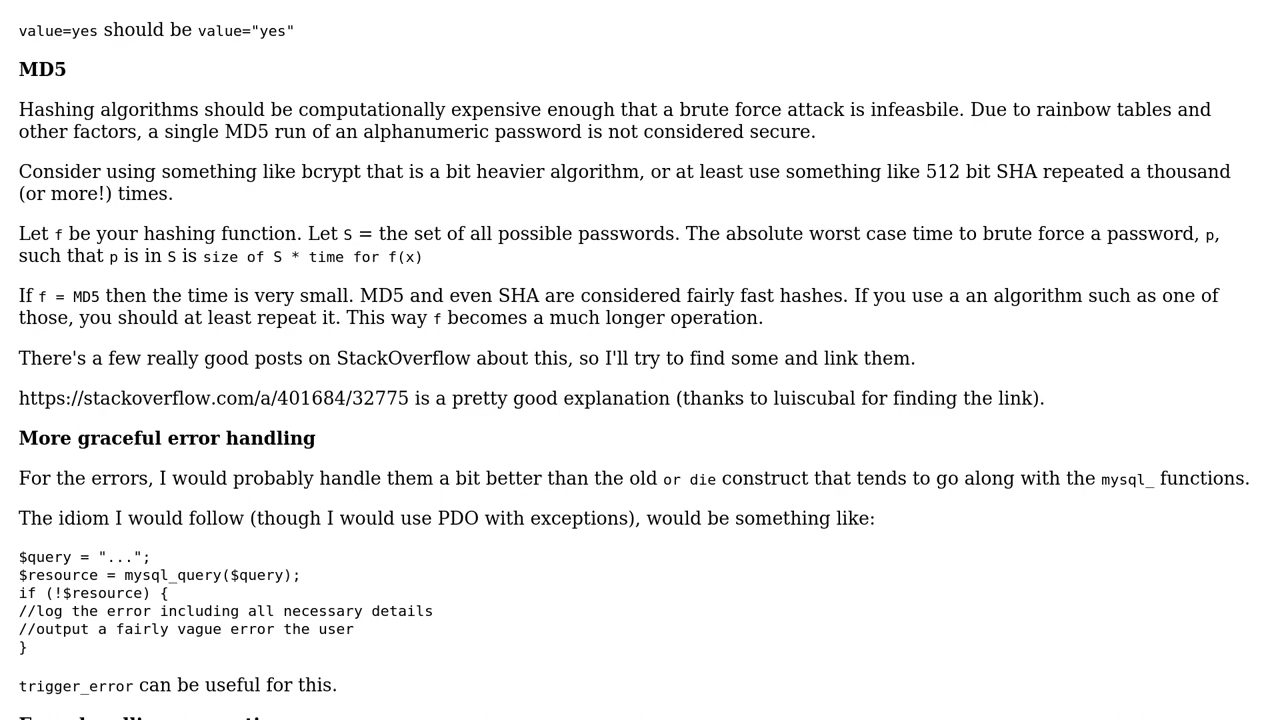 value=yes should be value="yes"
MD5
Hashing algorithms should be computationally expensive enough that a brute force attack is infeasbile. Due to rainbow tables and
other factors, a single MD5 run of an alphanumeric password is not considered secure.
Consider using something like bcrypt that is a bit heavier algorithm, or at least use something like 512 bit SHA repeated a thousand
(or more!) times.
Let f be your hashing function. Let S = the set of all possible passwords. The absolute worst case time to brute force a password, p,
such that p is in S is size of S * time for f(x)
If f = MD5 then the time is very small. MD5 and even SHA are considered fairly fast hashes. If you use a an algorithm such as one of
those, you should at least repeat it. This way f becomes a much longer operation.
There's a few really good posts on StackOverflow about this, so I'll try to find some and link them.
https://stackoverflow.com/a/401684/32775 is a pretty good explanation (thanks to luiscubal for finding the link).
More graceful error handling
For the errors, I would probably handle them a bit better than the old or die construct that tends to go along with the mysql_ functions.
The idiom I would follow (though I would use PDO with exceptions), would be something like:
$query = "...";
$resource = mysql_query($query);
if (!$resource) {
//log the error including all necessary details
//output a fairly vague error the user
}
trigger_error can be useful for this.